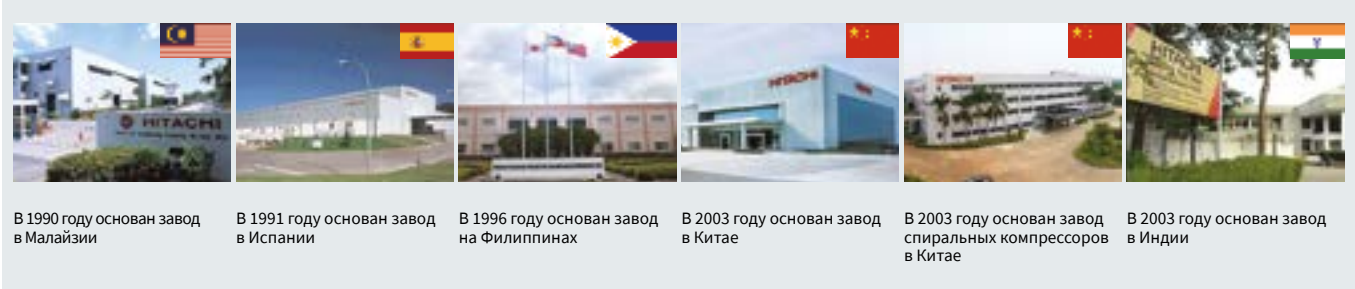 HITACHI
HITACHI
HITACHI
HITACHI
В 1990 году основан завод
в Малайзии
В 1991 году основан завод
в Испании
В 1996 году основан завод
на Филиппинах
В 2003 году основан завод
в Китае
В 2003 году основан завод
спиральных компрессоров
в Китае
В 2003 году основан завод
в Индии